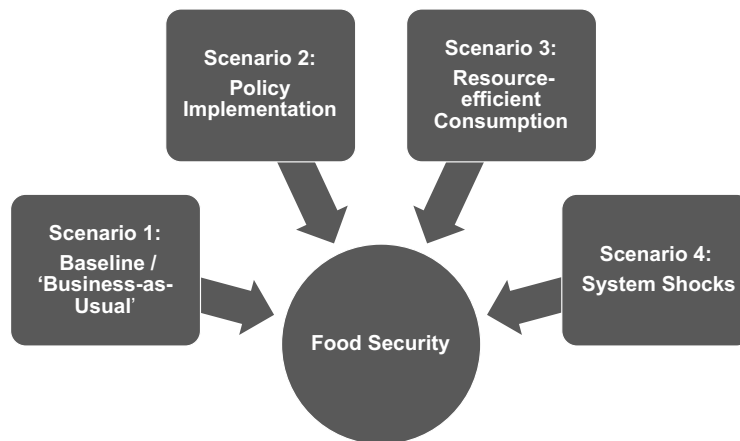 Scenario 1:
Baseline /
‘Business-as-
Usual’
Scenario 2:
Policy
Implementation
Scenario 3:
Resource-
efficient
Consumption
Scenario 4:
System Shocks
Food Security